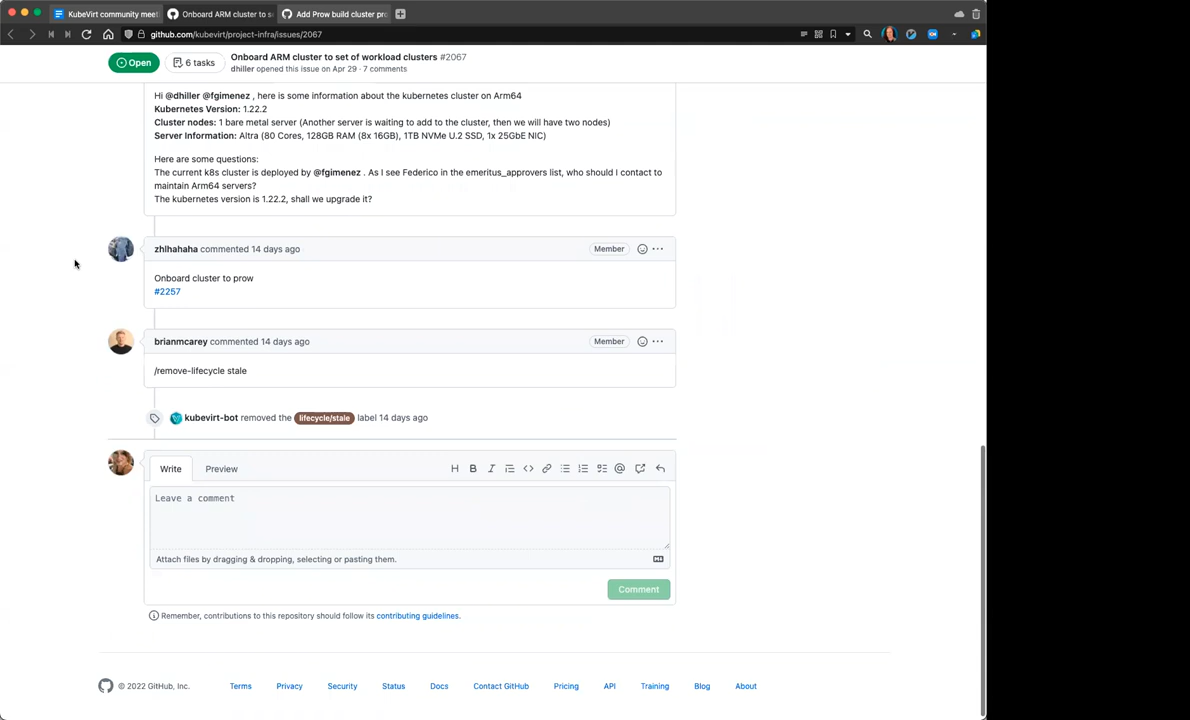 KubeVirt community meet
Onboard ARM cluster to s
Add Prow build cluster pro
github.com/kubevirt/project-infra/issues/2067
Open
6 tasks
Onboard ARM cluster to set of workload clusters #2067
dhiller opened this issue on Apr 29 · 7 comments
Hi @dhiller @fgimenez , here is some information about the kubernetes cluster on Arm64
Kubernetes Version: 1.22.2
Cluster nodes: 1 bare metal server (Another server is waiting to add to the cluster, then we will have two nodes)
Server Information: Altra (80 Cores, 128GB RAM (8x 16GB), 1TB NVMe U.2 SSD, 1x 25GbE NIC)
Here are some questions:
The current k8s cluster is deployed by @fgimenez . As I see Federico in the emeritus_approvers list, who should I contact to
maintain Arm64 servers?
The kubernetes version is 1.22.2, shall we upgrade it?
zhlhahaha commented 14 days ago
Member
Onboard cluster to prow
#2257
brianmcarey commented 14 days ago
Member
/remove-lifecycle stale
kubevirt-bot removed the lifecycle/stale label 14 days ago
Write
Preview
Leave a comment
Attach files by dragging & dropping, selecting or pasting them.
Comment
Remember, contributions to this repository should follow its contributing guidelines.
© 2022 GitHub, Inc.
Terms
Privacy
Security
Status
Docs
Contact GitHub
Pricing
API
Training
Blog
About